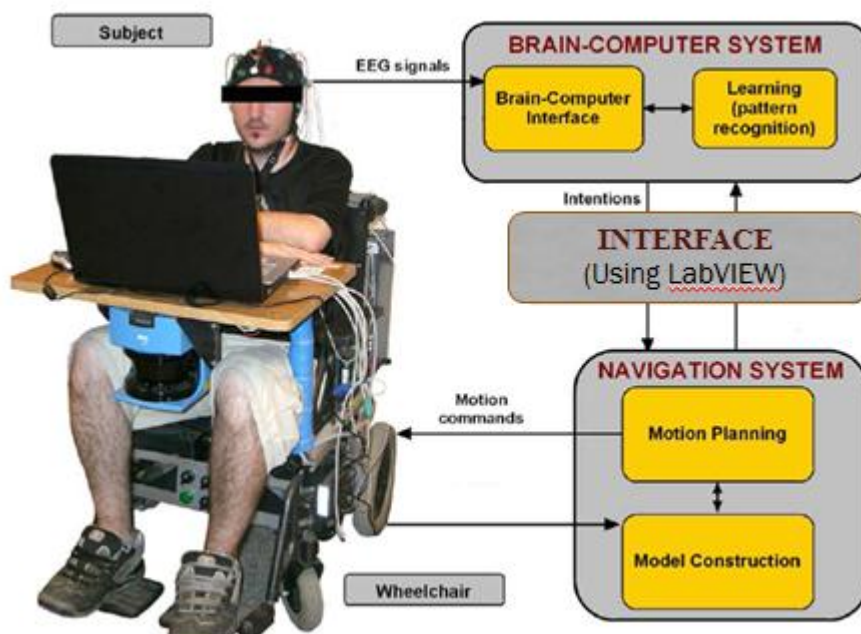 Subject
EEG signals
BRAIN-COMPUTER SYSTEM
Brain-Computer
Interface
Learning
(pattern
recognition)
Intentions
INTERFACE
(Using LabVIEW)
NAVIGATION SYSTEM
Motion
commands
Motion Planning
Model Construction
Wheelchair